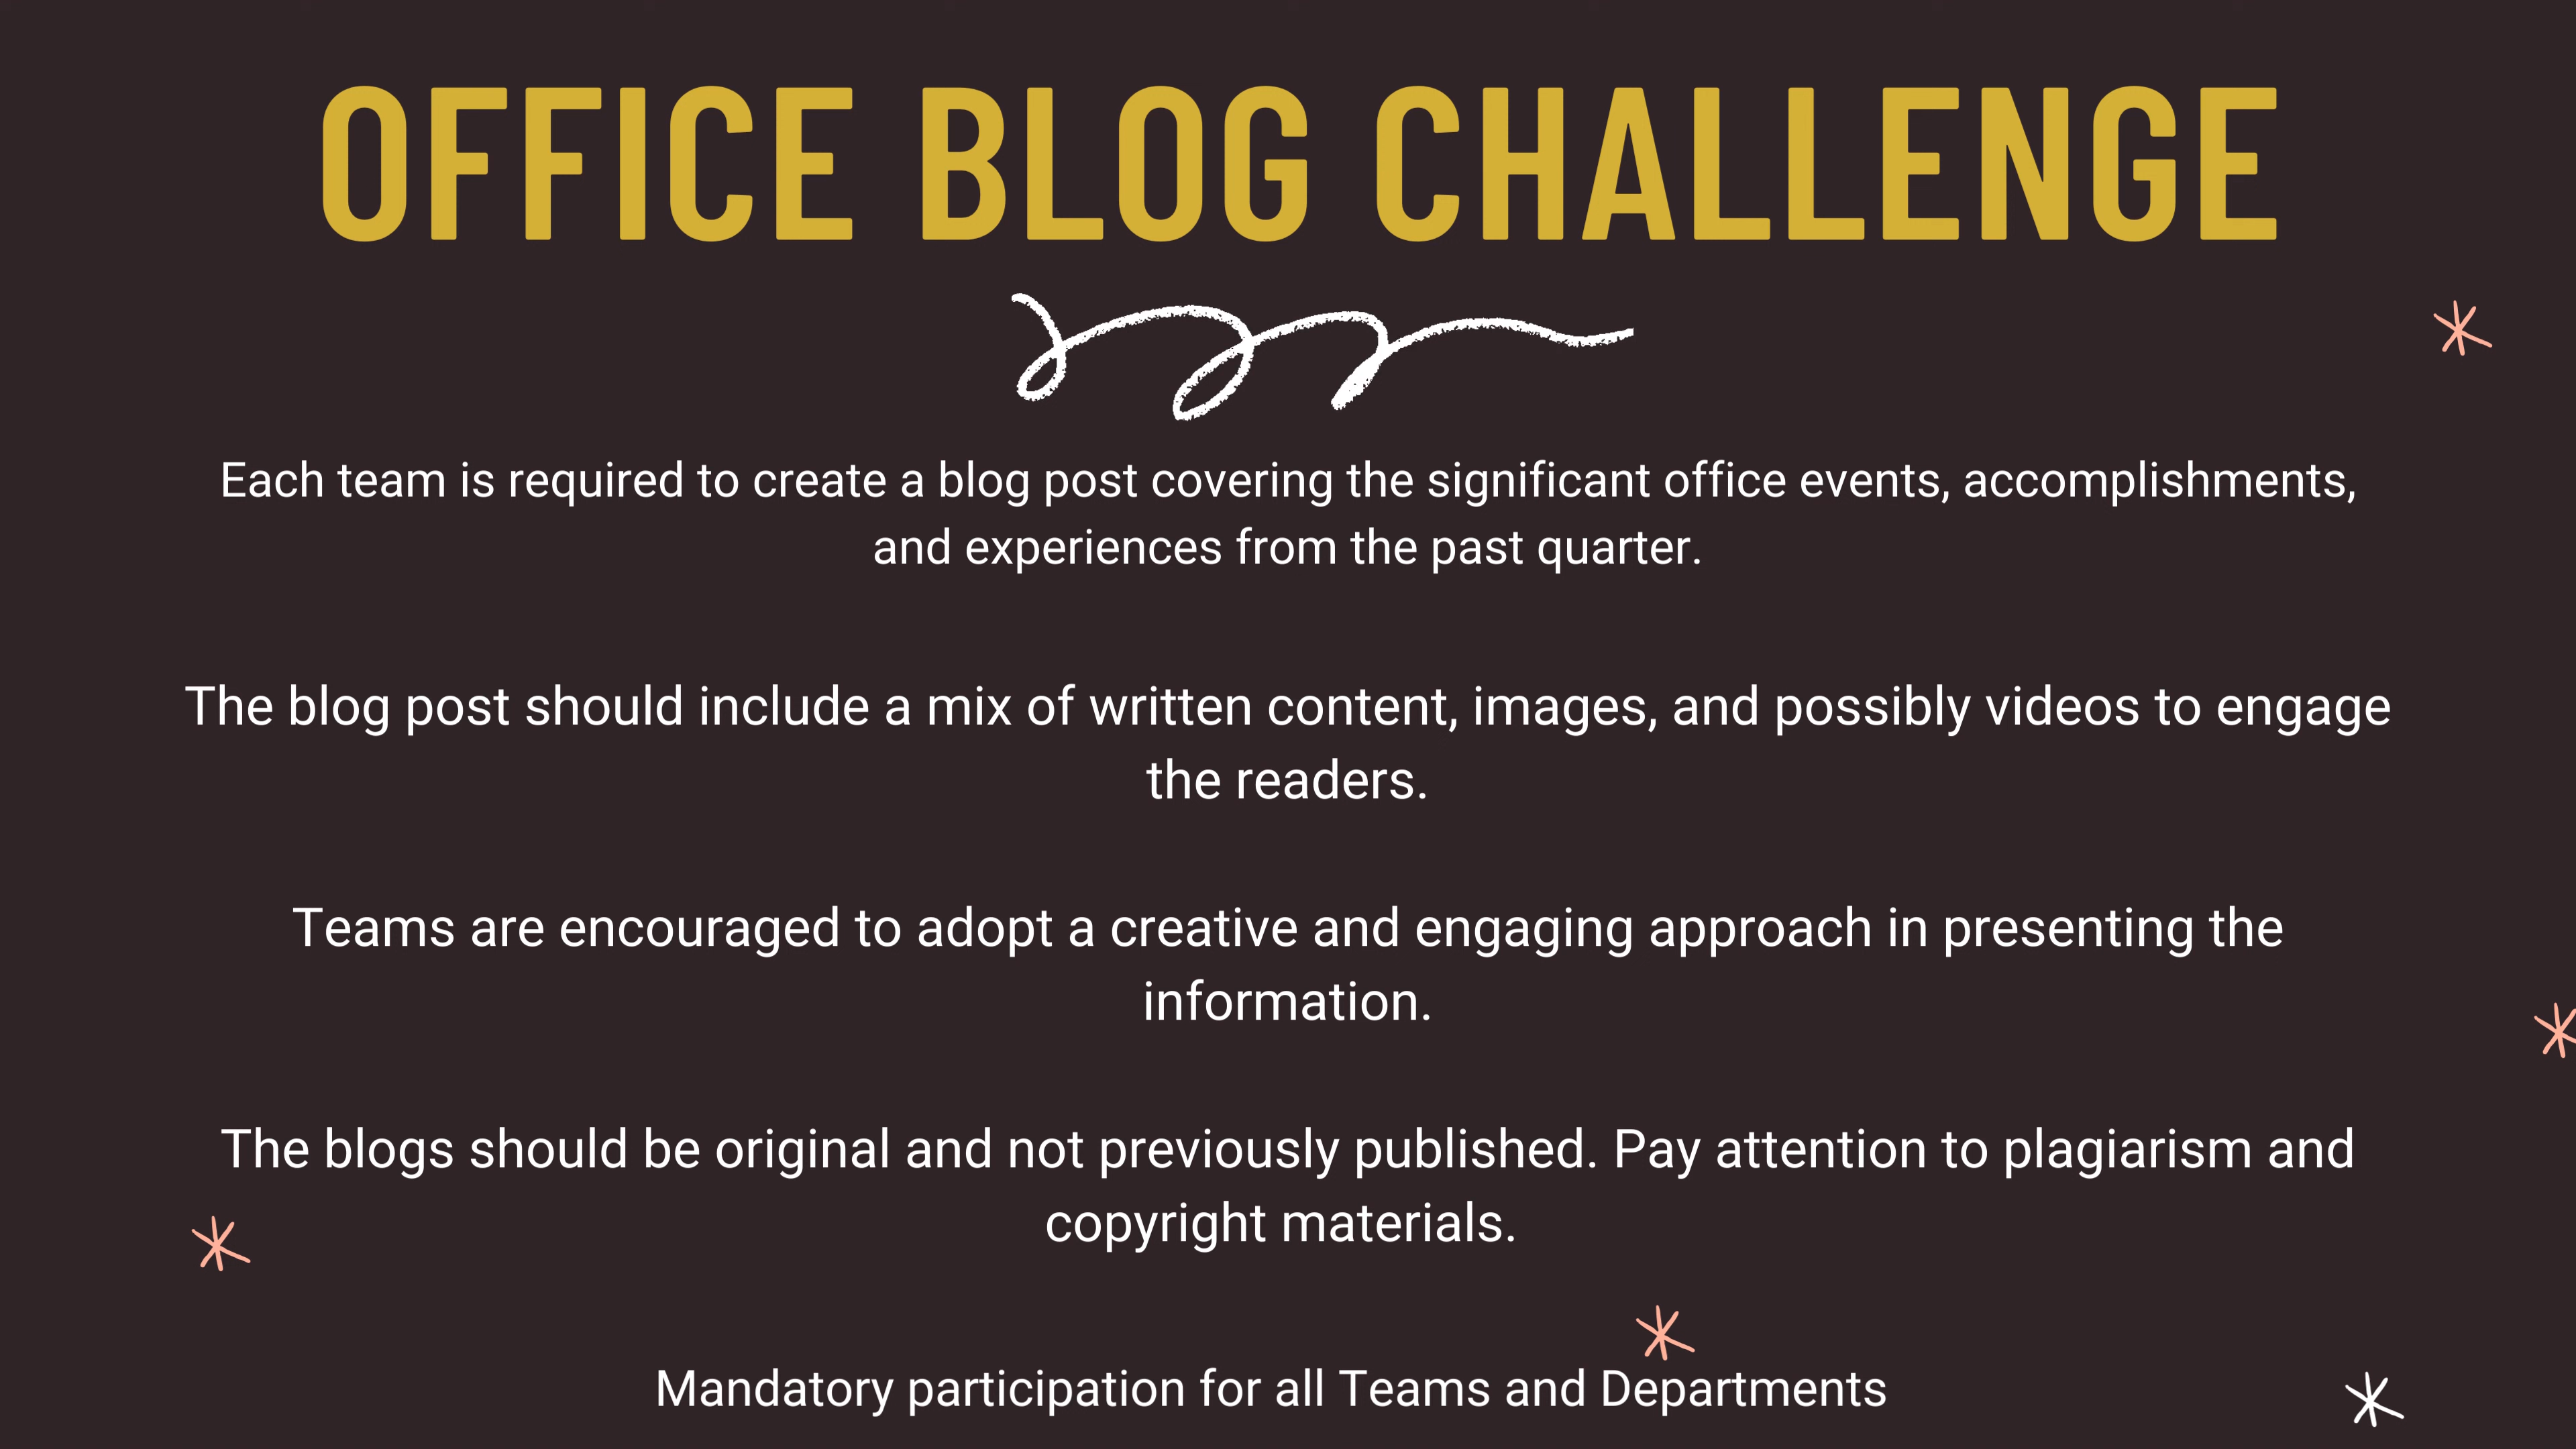 OFFICE BLOG CHALLENGE
Each team is required to create a blog post covering the significant office events, accomplishments,
and experiences from the past quarter.
The blog post should include a mix of written content, images, and possibly videos to engage
the readers.
Teams are encouraged to adopt a creative and engaging approach in presenting the
information.
The blogs should be original and not previously published. Pay attention to plagiarism and
copyright materials.
Mandatory participation for all Teams and Departments